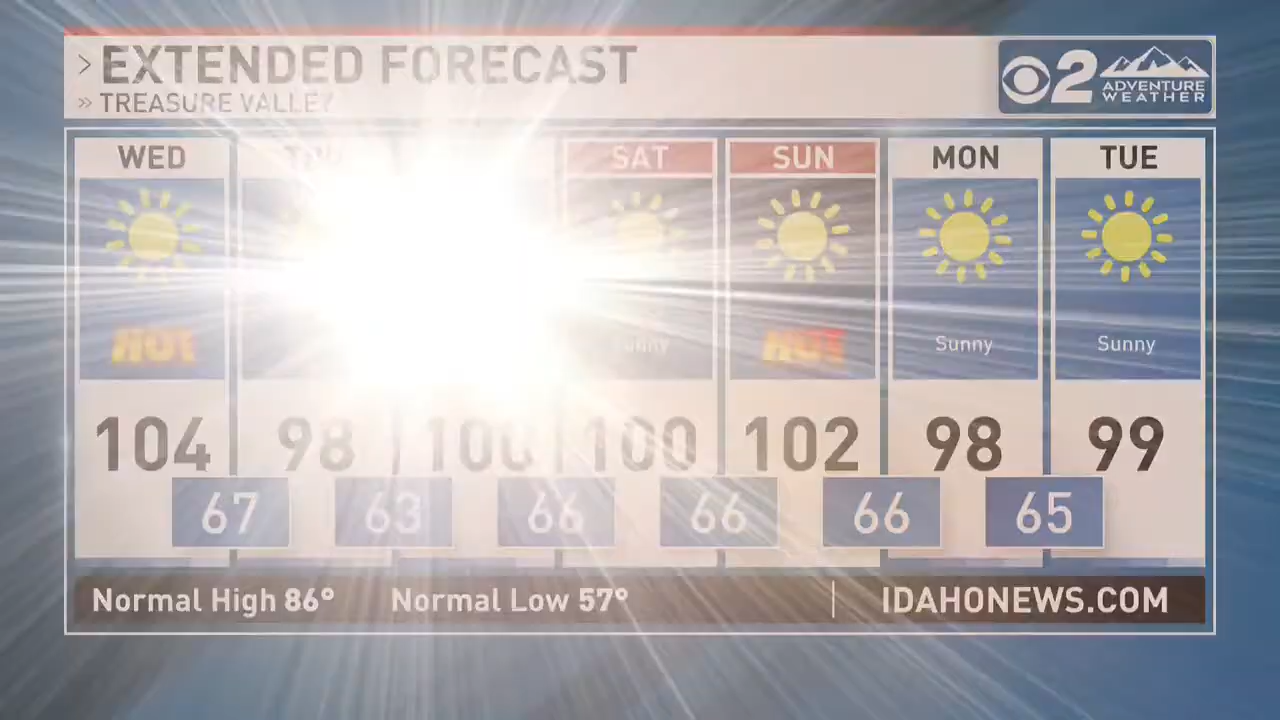 > EXTENDED FORECAST
» TREASURE VALLEY
2 ADVENTURE WEATHER
WED SAT SUN MON TUE
HOT HOT Sunny Sunny
104 98 100 100 102 98 99
67 63 66 66 66 65
Normal High 86° Normal Low 57° | IDAHONEWS.COM